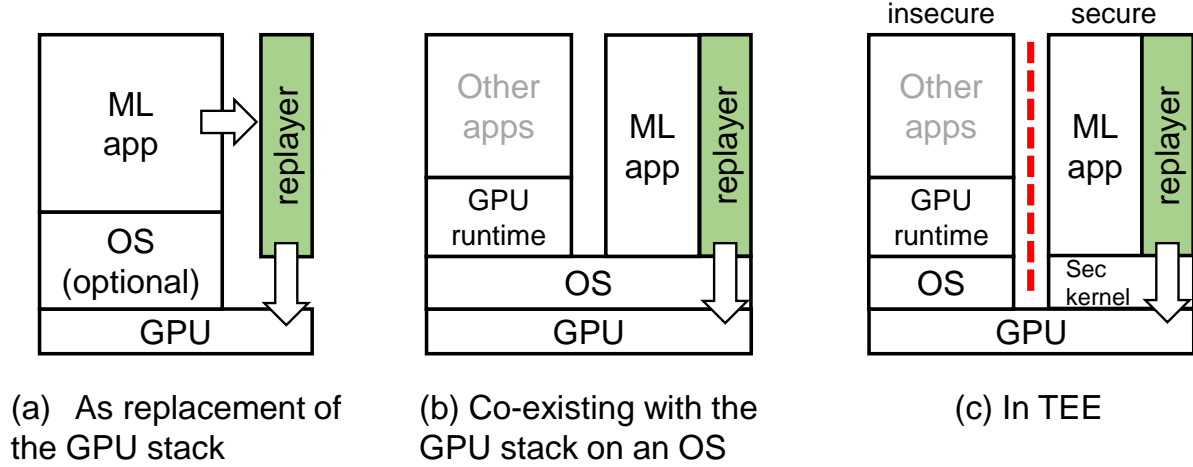 ML
app
replayer
OS
(optional)
GPU
(a) As replacement of
the GPU stack
Other
apps
ML
app
replayer
GPU
runtime
OS
GPU
(b) Co-existing with the
GPU stack on an OS
insecure
secure
Other
apps
ML
app
replayer
GPU
runtime
OS
Sec
kernel
GPU
(c) In TEE